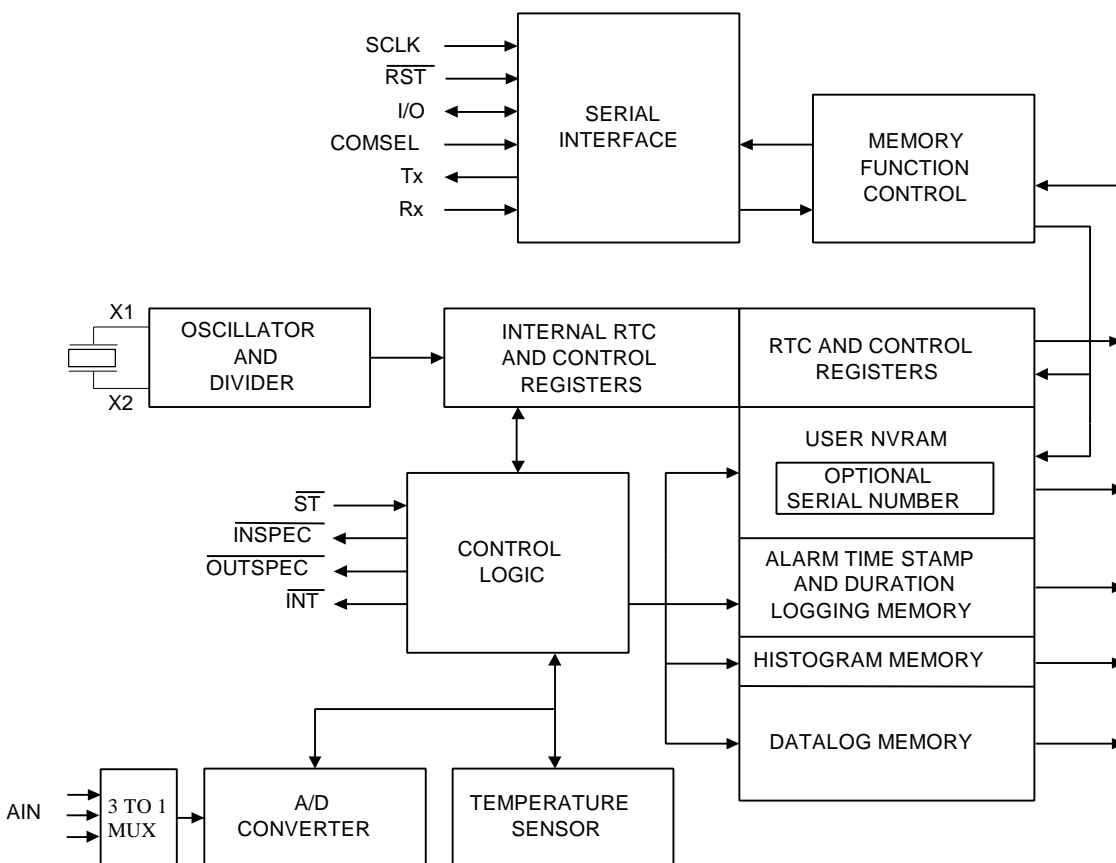 SCLK
RST
I/O
COMSEL
Tx
Rx
SERIAL
INTERFACE
MEMORY
FUNCTION
CONTROL
X1
X2
OSCILLATOR
AND
DIVIDER
INTERNAL RTC
AND CONTROL
REGISTERS
RTC AND CONTROL
REGISTERS
USER NVRAM
OPTIONAL
SERIAL NUMBER
ST
INSPEC
OUTSPEC
INT
CONTROL
LOGIC
ALARM TIME STAMP
AND DURATION
LOGGING MEMORY
HISTOGRAM MEMORY
DATALOG MEMORY
AIN
3 TO 1
MUX
A/D
CONVERTER
TEMPERATURE
SENSOR